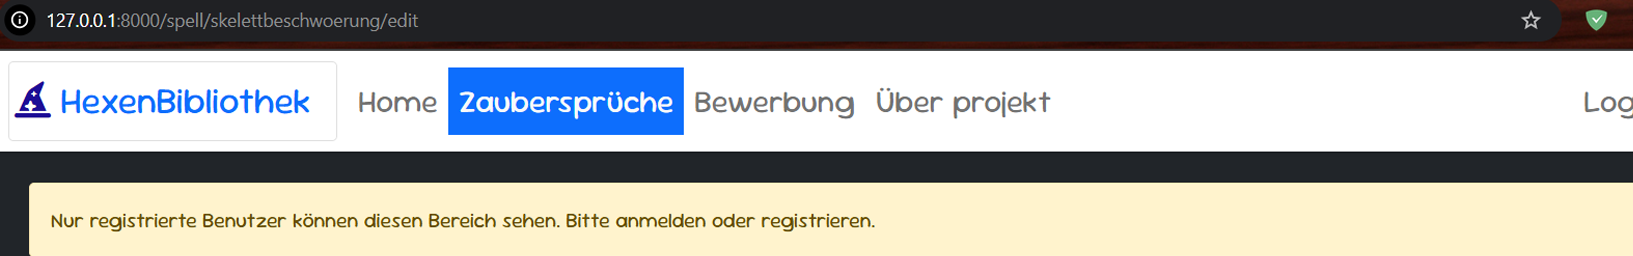 127.0.0.1:8000/spell/skelettbeschwoerung/edit
HexenBibliothek Home Zaubersprüche Bewerbung Über projekt Log
Nur registrierte Benutzer können diesen Bereich sehen. Bitte anmelden oder registrieren.